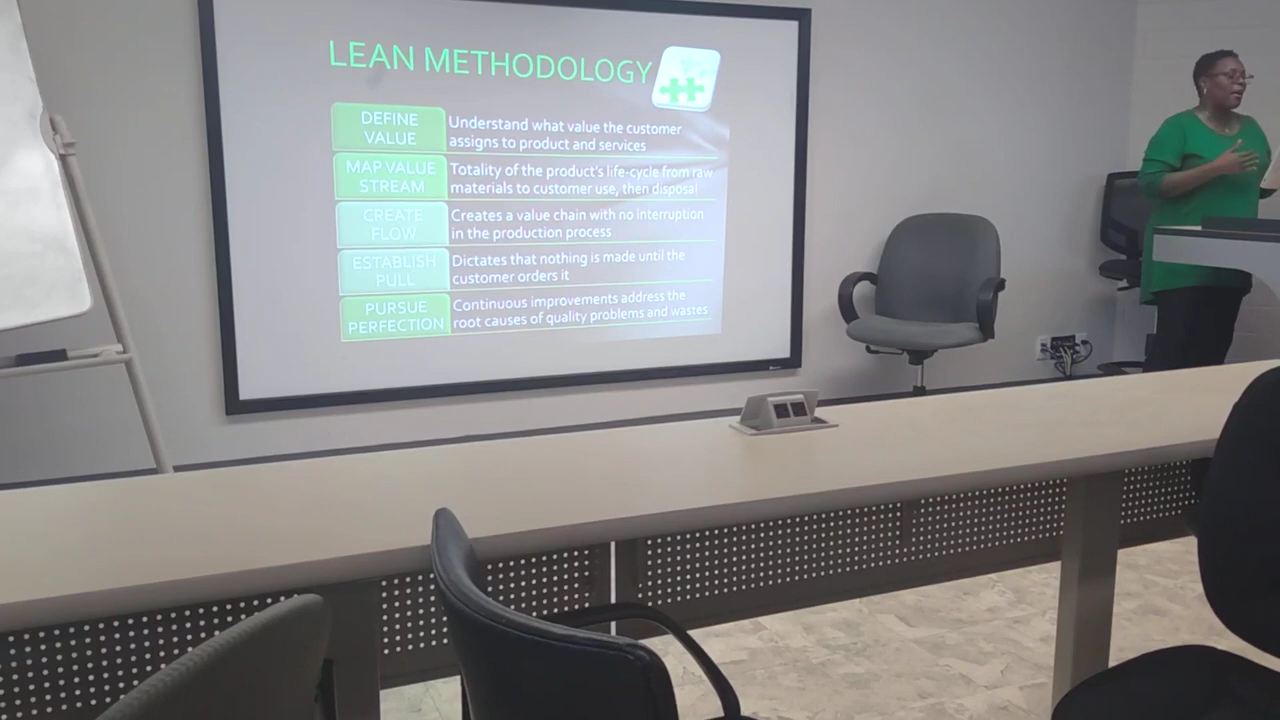 LEAN METHODOLOGY
DEFINE
VALUE
Understand what value the customer
assigns to product and services
MAP VALUE
STREAM
Totality of the product's life-cycle from raw
materials to customer use, then disposal
CREATE
FLOW
Creates a value chain with no interruption
in the production process
ESTABLISH
PULL
Dictates that nothing is made until the
customer orders it
PURSUE
PERFECTION
Continuous improvements address the
root causes of quality problems and wastes